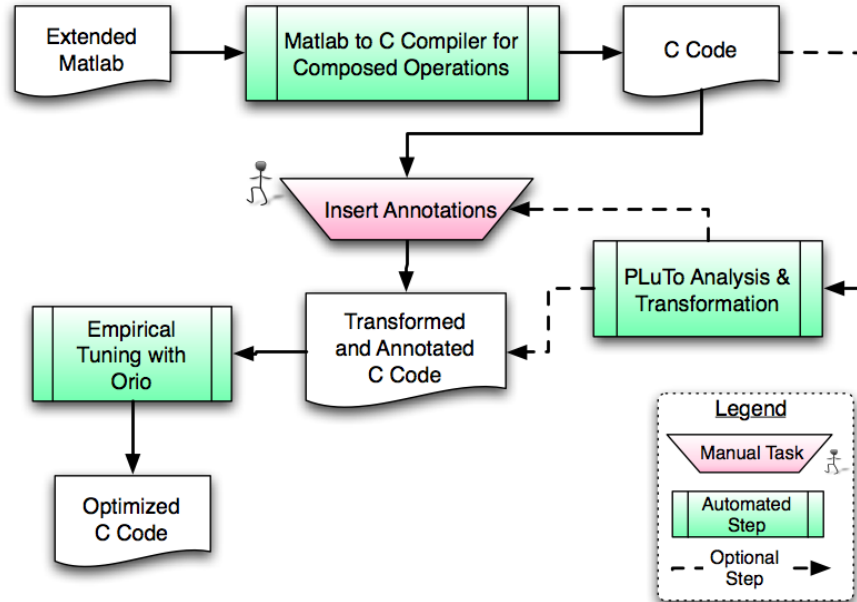 Extended
Matlab
Matlab to C Compiler for
Composed Operations
C Code
Insert Annotations
PLuTo Analysis &
Transformation
Transformed
and Annotated
C Code
Empirical
Tuning with
Orio
Optimized
C Code
Legend
Manual Task
Automated
Step
Optional
Step